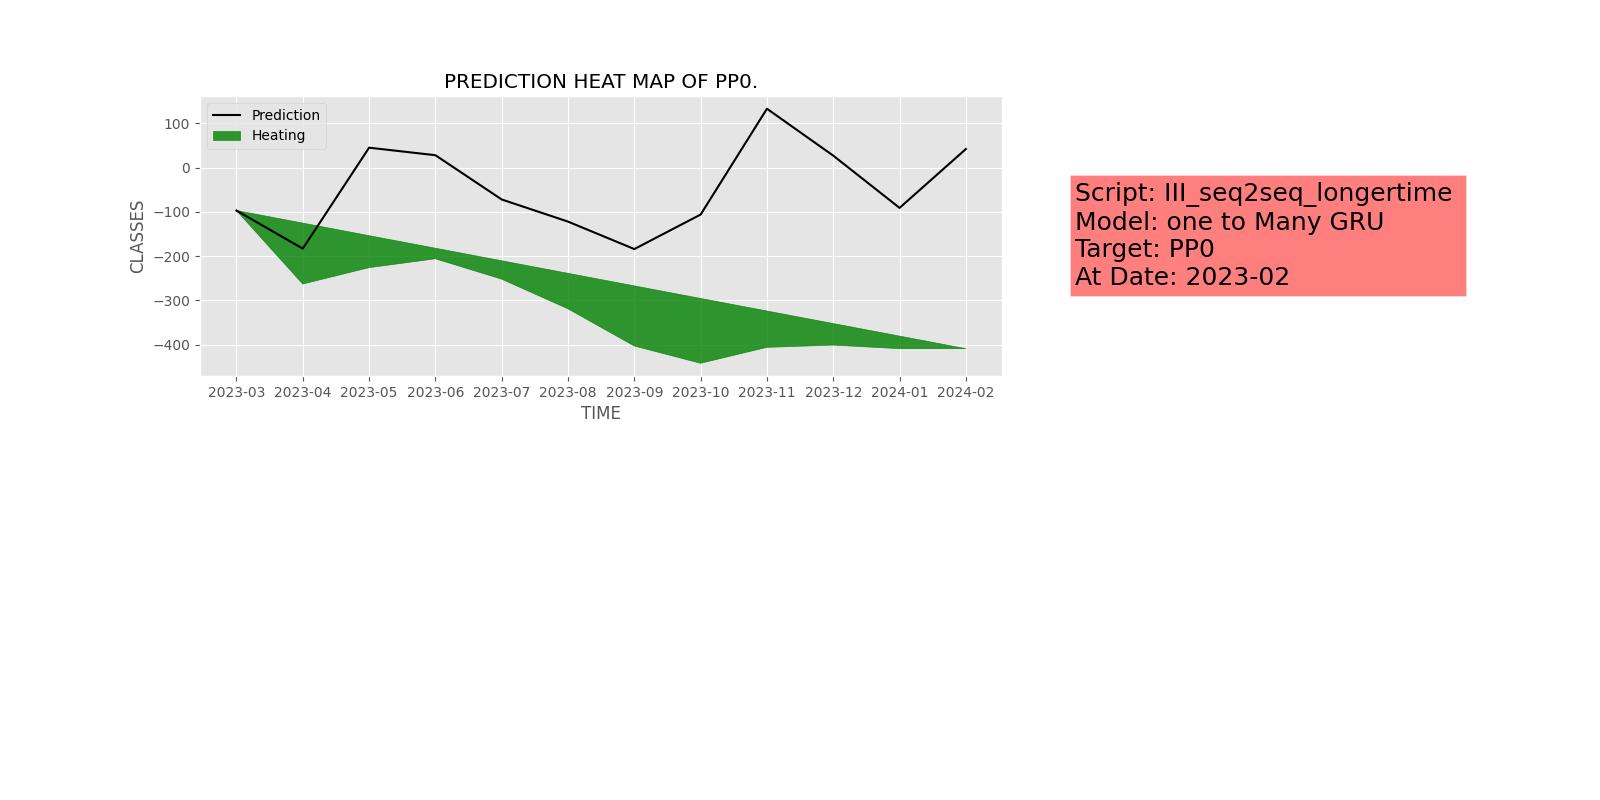 PREDICTION HEAT MAP OF PP0.
Prediction
Heating
100
0
−100
−200
−300
−400
CLASSES
2023-03 2023-04 2023-05 2023-06 2023-07 2023-08 2023-09 2023-10 2023-11 2023-12 2024-01 2024-02
TIME
Script: III_seq2seq_longertime
Model: one to Many GRU
Target: PP0
At Date: 2023-02